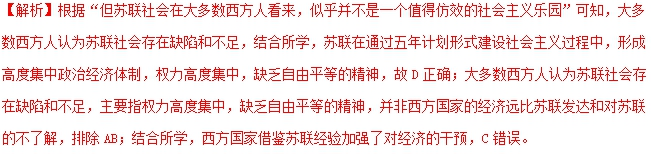 【解析】根据“但苏联社会在大多数西方人看来，似乎并不是一个值得仿效的社会主义乐园”可知，大多
数西方人认为苏联社会存在缺陷和不足，结合所学，苏联在通过五年计划形式建设社会主义过程中，形成
高度集中政治经济体制，权力高度集中，缺乏自由平等的精神，故 D 正确；大多数西方人认为苏联社会存
在缺陷和不足，主要指权力高度集中，缺乏自由平等的精神，并非西方国家的经济远比苏联发达和对苏联
的不了解，排除 AB；结合所学，西方国家借鉴苏联经验加强了对经济的干预，C 错误。